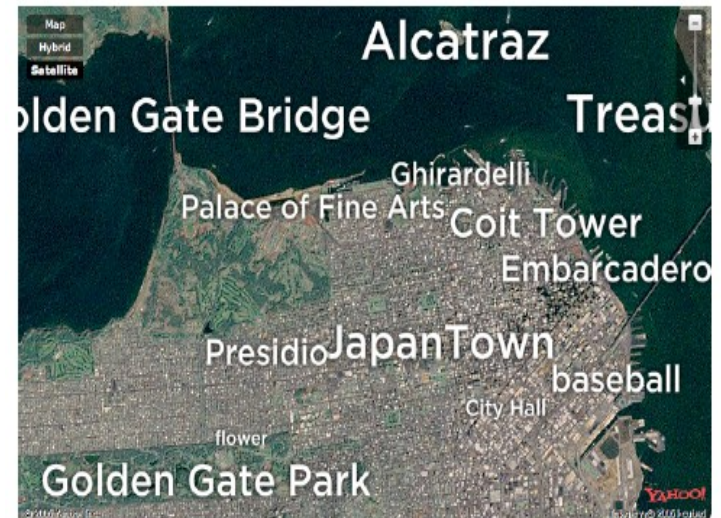 Map
Hybrid
Satellite
Alcatraz
olden Gate Bridge
Treasu
Ghirardelli
Palace of Fine Arts
Coit Tower
Embarcadero
Presidio
JapanTown
baseball
City Hall
flower
Golden Gate Park
YAHOO!